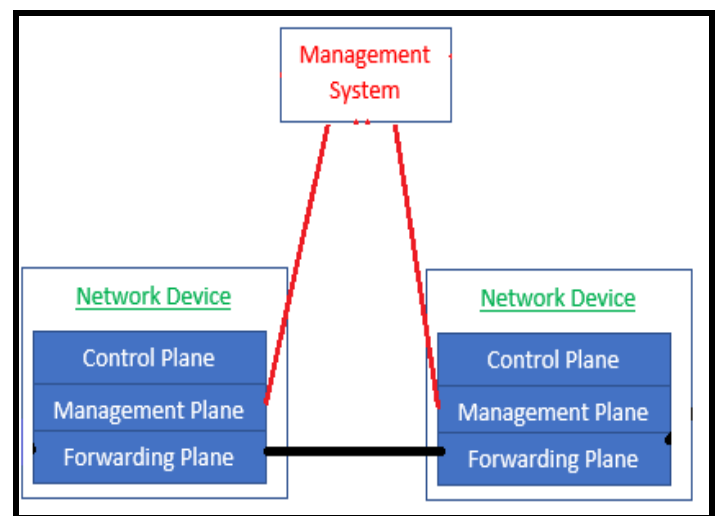 Management
System
Network Device
Control Plane
Management Plane
Forwarding Plane
Network Device
Control Plane
Management Plane
Forwarding Plane